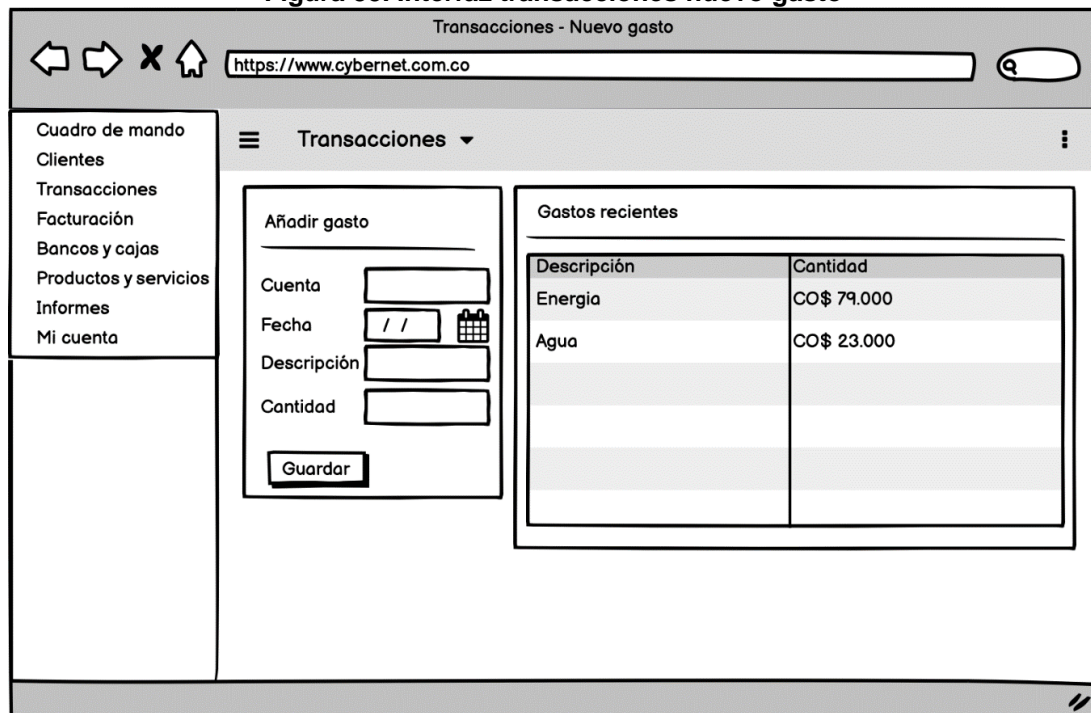 Transacciones - Nuevo gasto
https://www.cybernet.com.co
Cuadro de mando
Clientes
Transacciones
Facturación
Bancos y cajas
Productos y servicios
Informes
Mi cuenta
Transacciones
Añadir gasto
Cuenta
Fecha / /
Descripción
Cantidad
Guardar
Gastos recientes
Descripción Cantidad
Energia CO$ 79.000
Agua CO$ 23.000